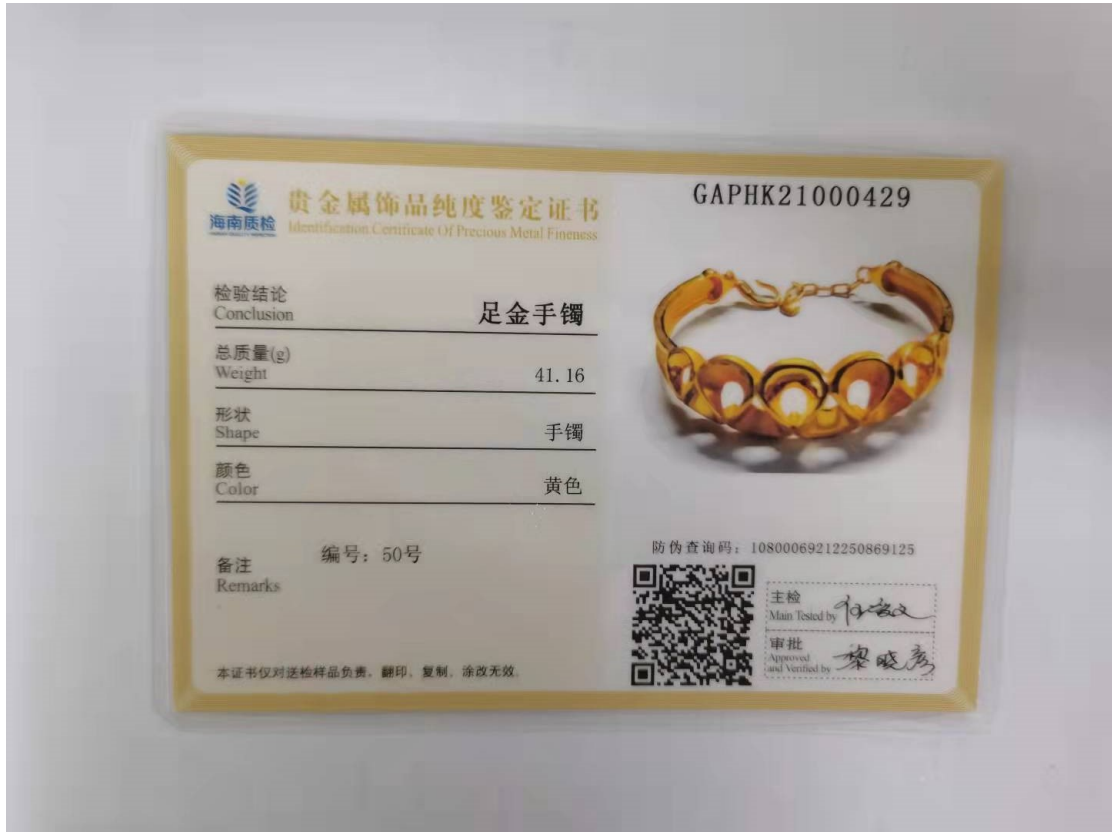 海南质检
贵金属饰品纯度鉴定证书
Identification Certificate Of Precious Metal Fineness
GAPHK21000429
检验结论
Conclusion
足金手镯
总质量(g)
Weight
41.16
形状
Shape
手镯
颜色
Color
黄色
备注
Remarks
编号：50号
本证书仅对送检样品负责，翻印、复制、涂改无效。
防伪查询码：10800069212250869125
主检
Main Tested by
审批
Approved
and Verified by
黎晓彦